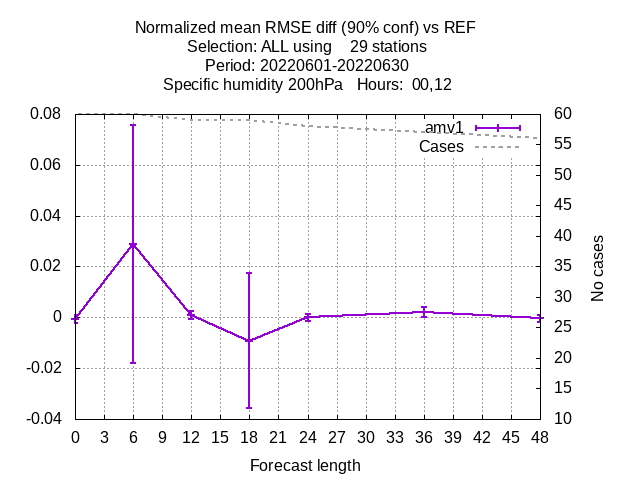 Normalized mean RMSE diff (90% conf) vs REF
Selection: ALL using    29 stations
Period: 20220601-20220630
Specific humidity 200hPa   Hours:  00,12
0.08
0.06
0.04
0.02
0
-0.02
-0.04
amv1
Cases
60
55
50
45
40
35
30
25
20
15
10
No cases
0 3 6 9 12 15 18 21 24 27 30 33 36 39 42 45 48
Forecast length